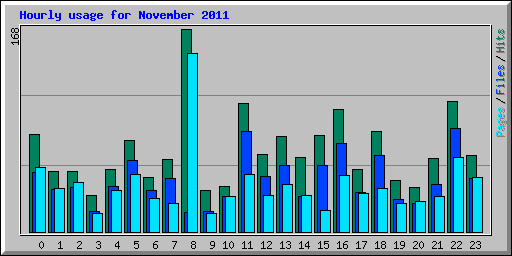 Hourly usage for November 2011
168
Pages/Files/Hits
0 1 2 3 4 5 6 7 8 9 10 11 12 13 14 15 16 17 18 19 20 21 22 23